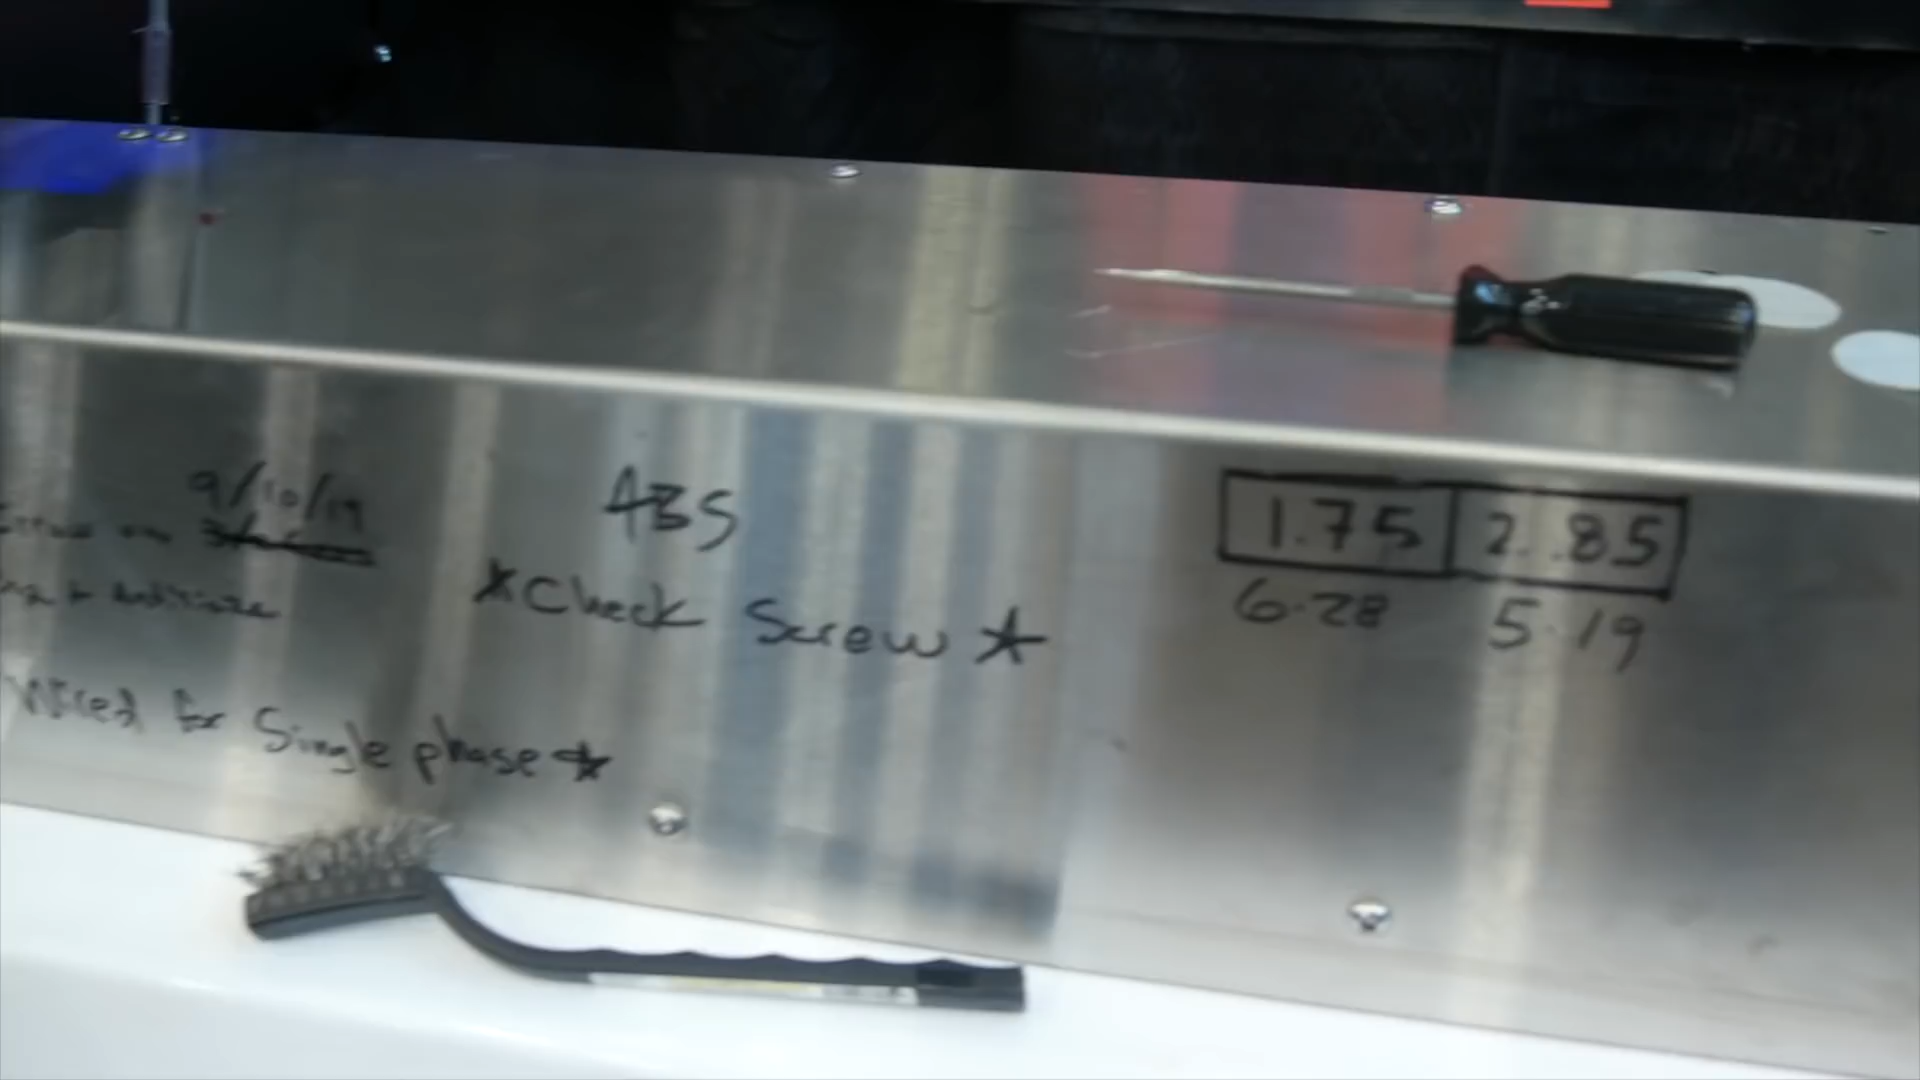 9/10/19
Wired for Single phase ★
ABS
★ Check Screw ★
1.75 2.85
6.28 5.19